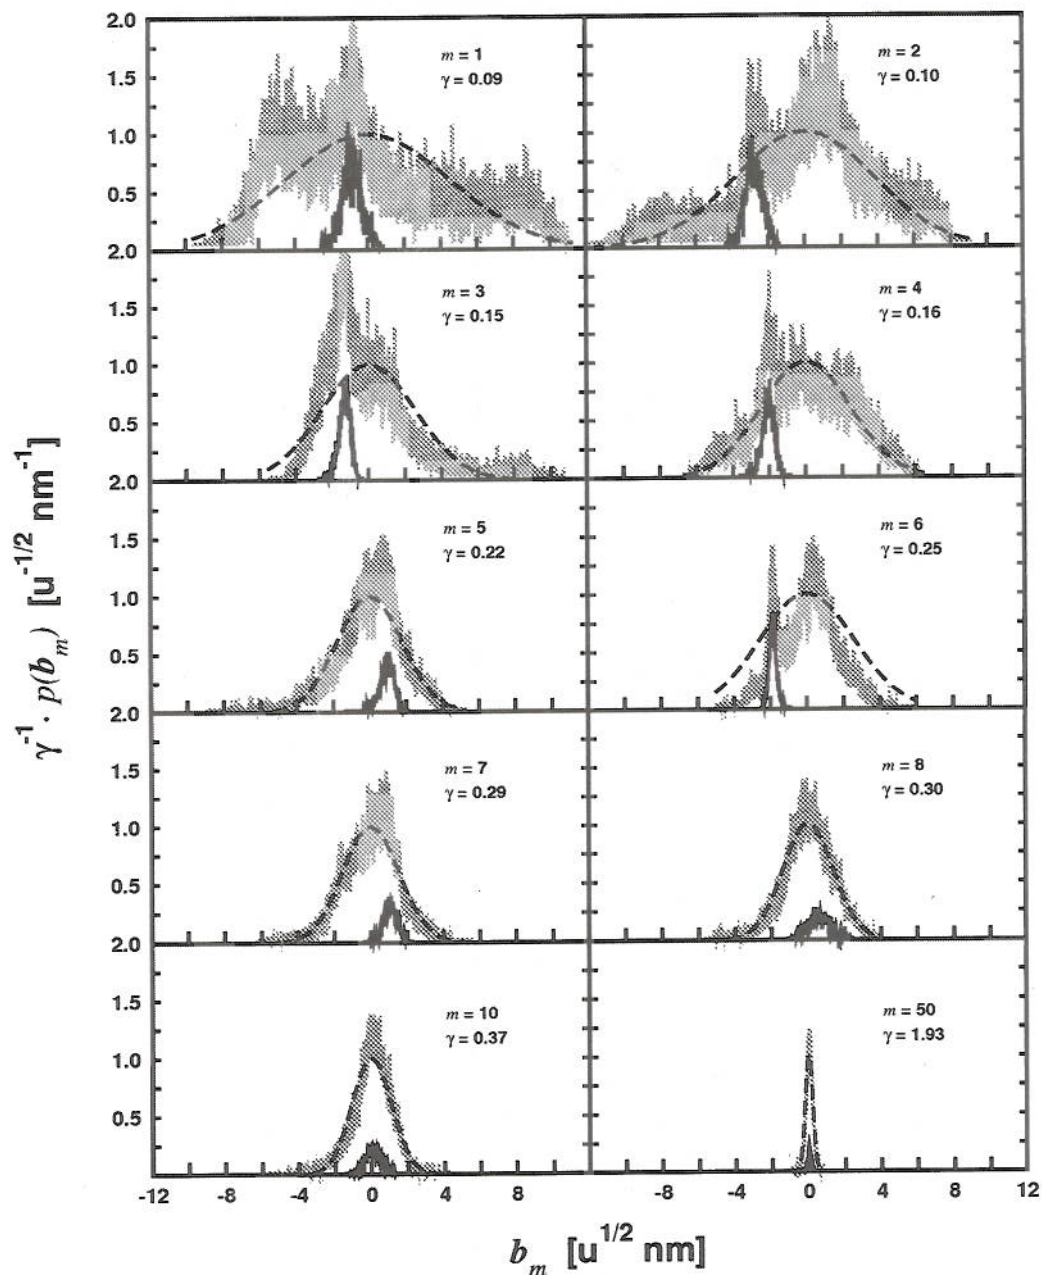 2.0
1.5
1.0
0.5
m = 1
γ = 0.09
m = 2
γ = 0.10
2.0
1.5
1.0
0.5
m = 3
γ = 0.15
m = 4
γ = 0.16
2.0
1.5
1.0
0.5
m = 5
γ = 0.22
m = 6
γ = 0.25
2.0
1.5
1.0
0.5
m = 7
γ = 0.29
m = 8
γ = 0.30
2.0
1.5
1.0
0.5
m = 10
γ = 0.37
m = 50
γ = 1.93
-12 -8 -4 0 4 8 -8 -4 0 4 8 12
γ⁻¹ · p(bₘ) [u⁻¹/² nm⁻¹]
bₘ [u¹/² nm]